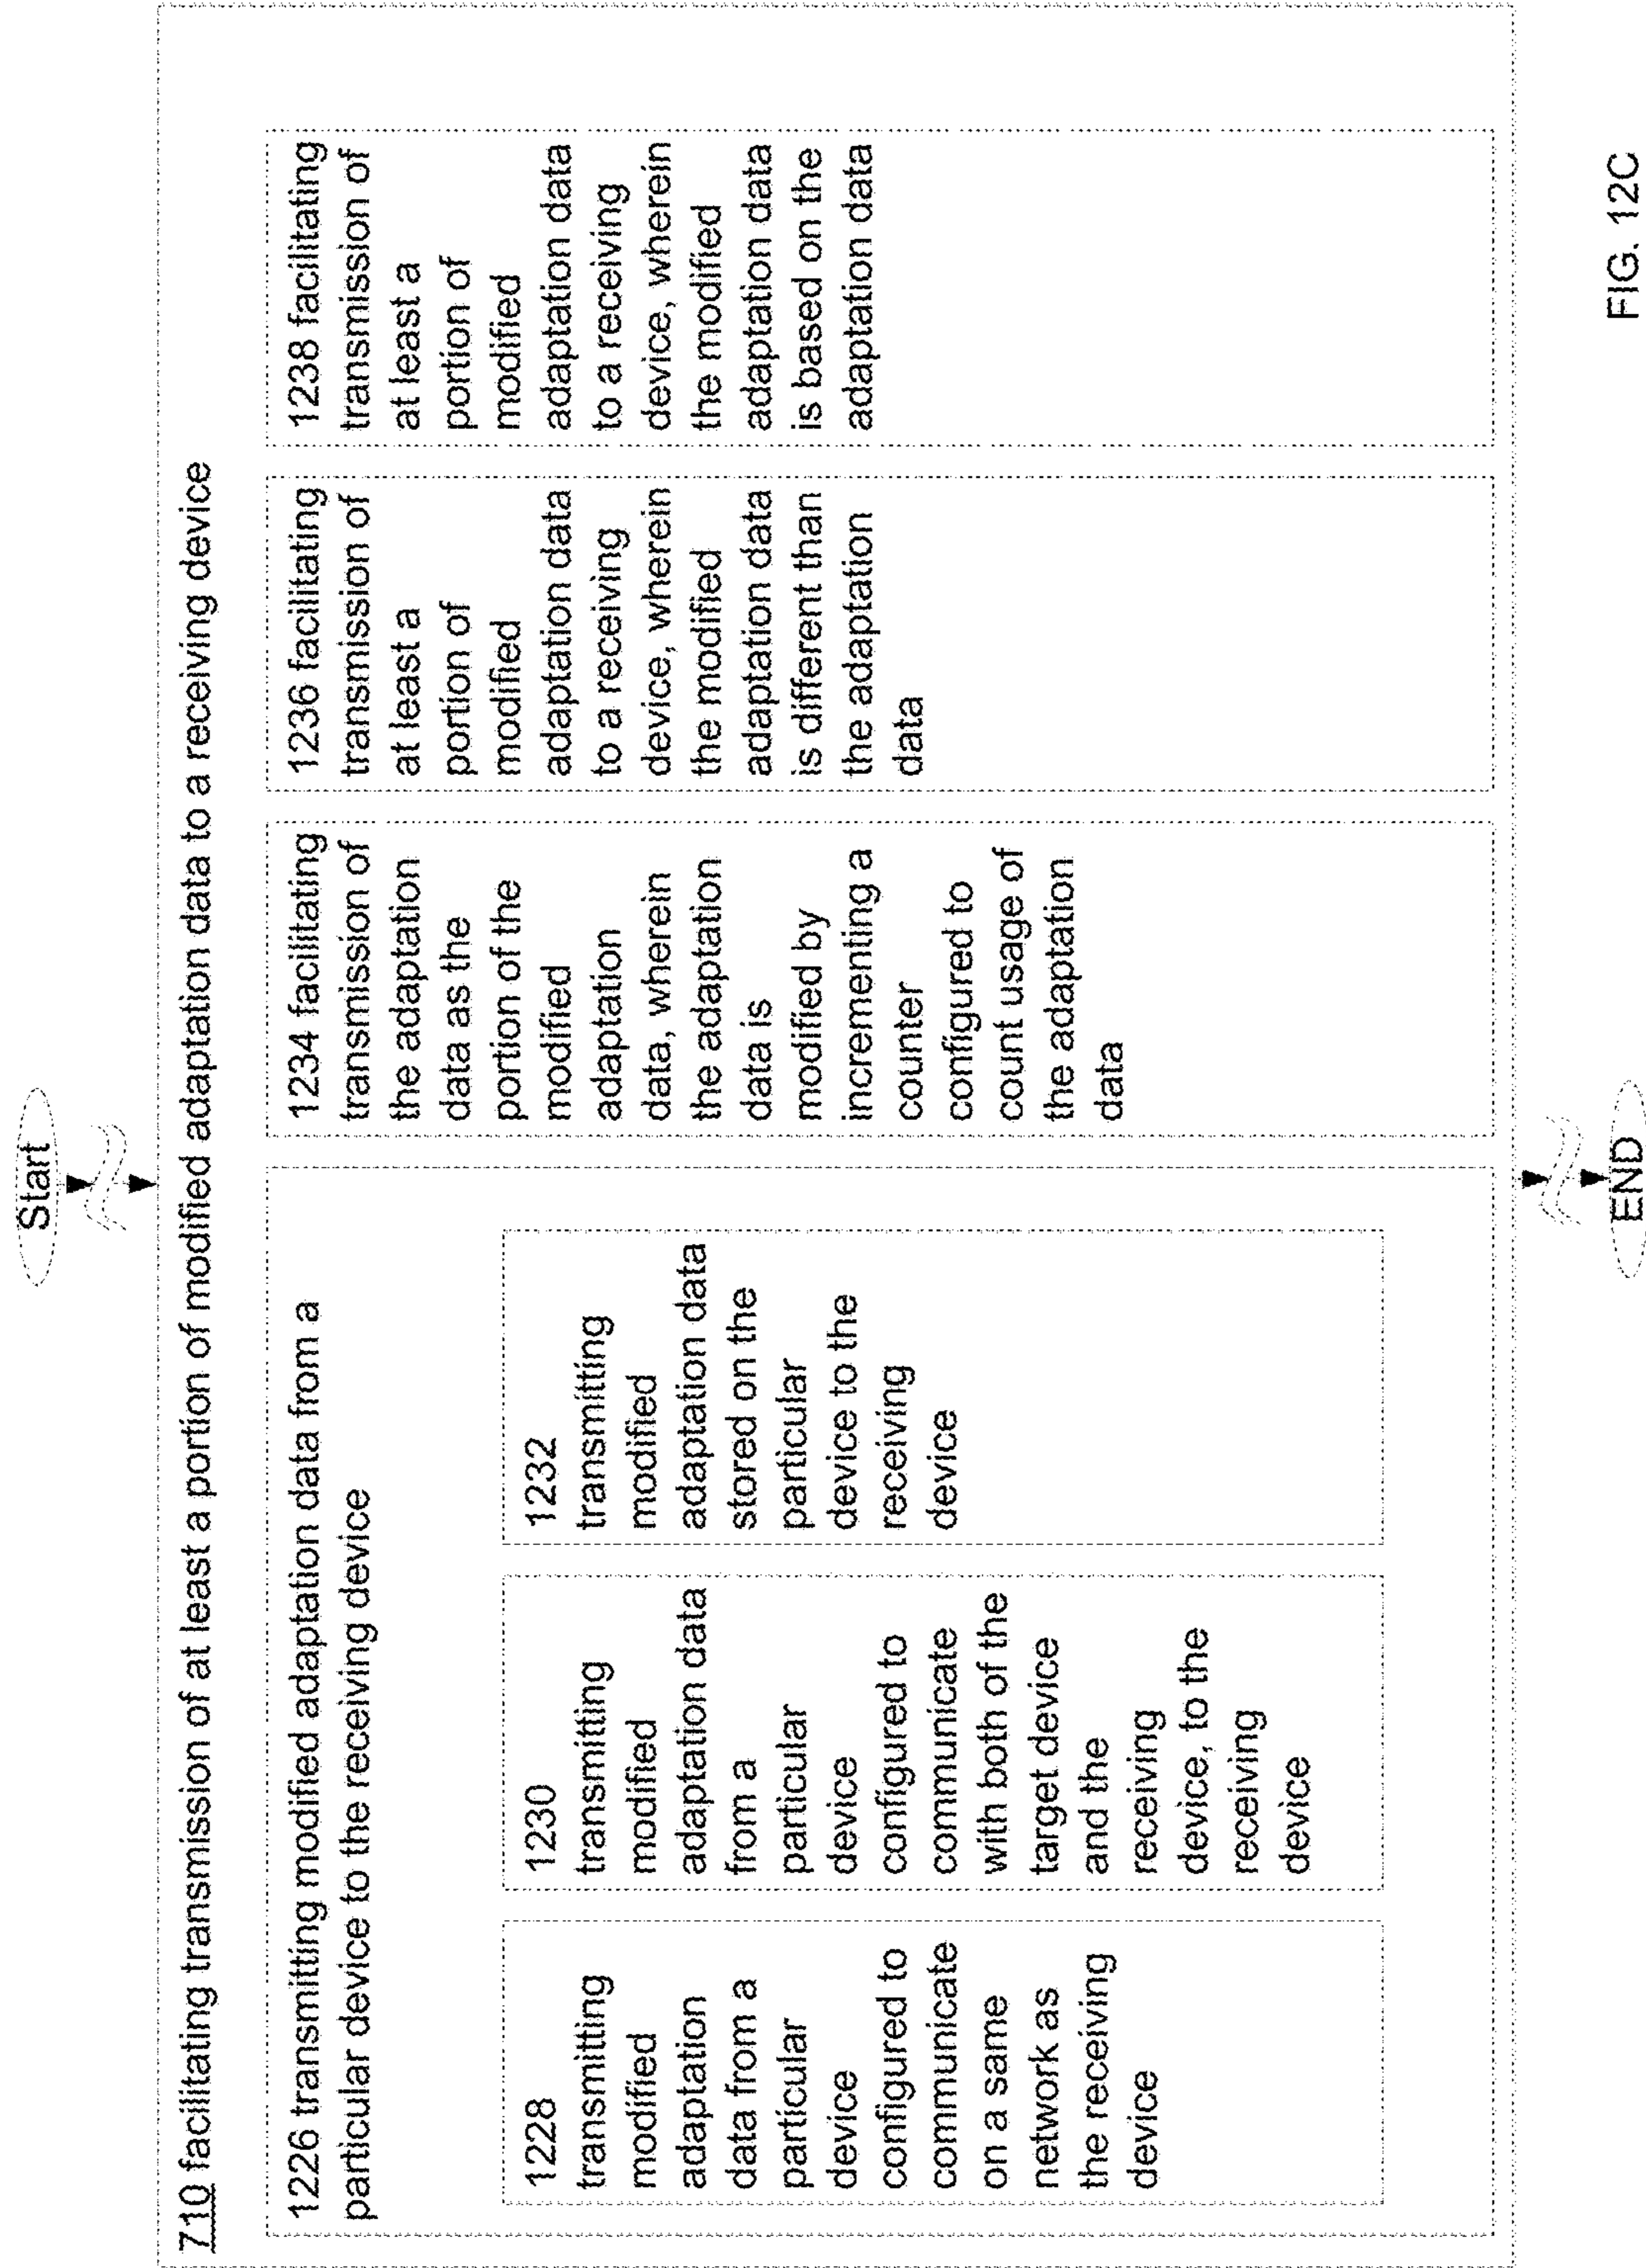 Start
710 facilitating transmission of at least a portion of modified adaptation data to a receiving device
1226 transmitting modified adaptation data from a
particular device to the receiving device
1228
transmitting
modified
adaptation
data from a
particular
device
configured to
communicate
on a same
network as
the receiving
device
1230
transmitting
modified
adaptation data
from a
particular
device
configured to
communicate
with both of the
target device
and the
receiving
device, to the
receiving
device
1232
transmitting
modified
adaptation data
stored on the
particular
device to the
receiving
device
1234 facilitating
transmission of
the adaptation
data as the
portion of the
modified
adaptation
data, wherein
the adaptation
data is
modified by
incrementing a
counter
configured to
count usage of
the adaptation
data
1236 facilitating
transmission of
at least a
portion of
modified
adaptation data
to a receiving
device, wherein
the modified
adaptation data
is different than
the adaptation
data
1238 facilitating
transmission of
at least a
portion of
modified
adaptation data
to a receiving
device, wherein
the modified
adaptation data
is based on the
adaptation data
END
FIG. 12C